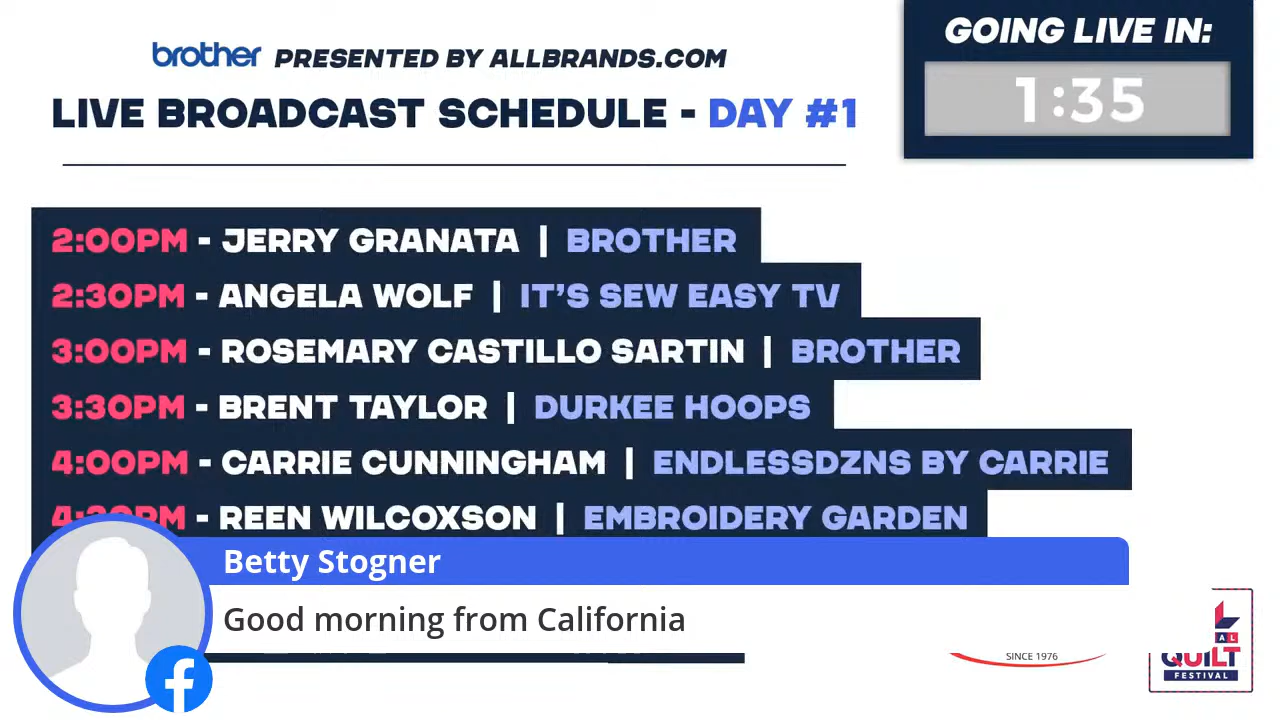 brother PRESENTED BY ALLBRANDS.COM
LIVE BROADCAST SCHEDULE - DAY #1
GOING LIVE IN:
1:35
2:00PM - JERRY GRANATA | BROTHER
2:30PM - ANGELA WOLF | IT'S SEW EASY TV
3:00PM - ROSEMARY CASTILLO SARTIN | BROTHER
3:30PM - BRENT TAYLOR | DURKEE HOOPS
4:00PM - CARRIE CUNNINGHAM | ENDLESSDZNS BY CARRIE
4:30PM - REEN WILCOXSON | EMBROIDERY GARDEN
Betty Stogner
Good morning from California
SINCE 1976
QUILT
FESTIVAL